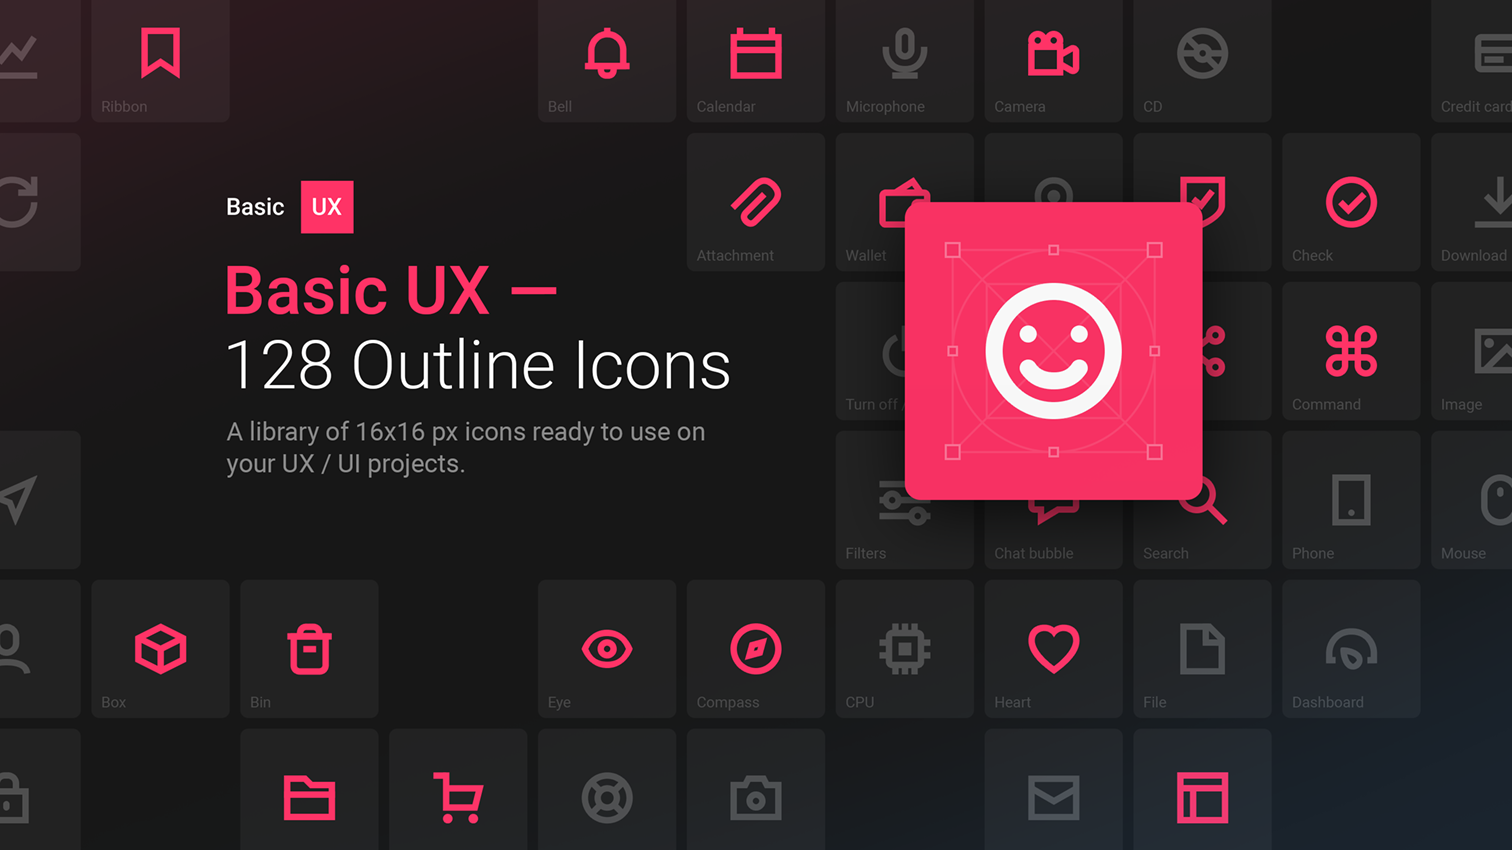 Ribbon
Bell
Calendar
Microphone
Camera
CD
Credit card
Basic UX
Attachment
Wallet
Check
Download
Basic UX —
128 Outline Icons
A library of 16x16 px icons ready to use on
your UX / UI projects.
Turn off /
Command
Image
Filters
Chat bubble
Search
Phone
Mouse
Box
Bin
Eye
Compass
CPU
Heart
File
Dashboard